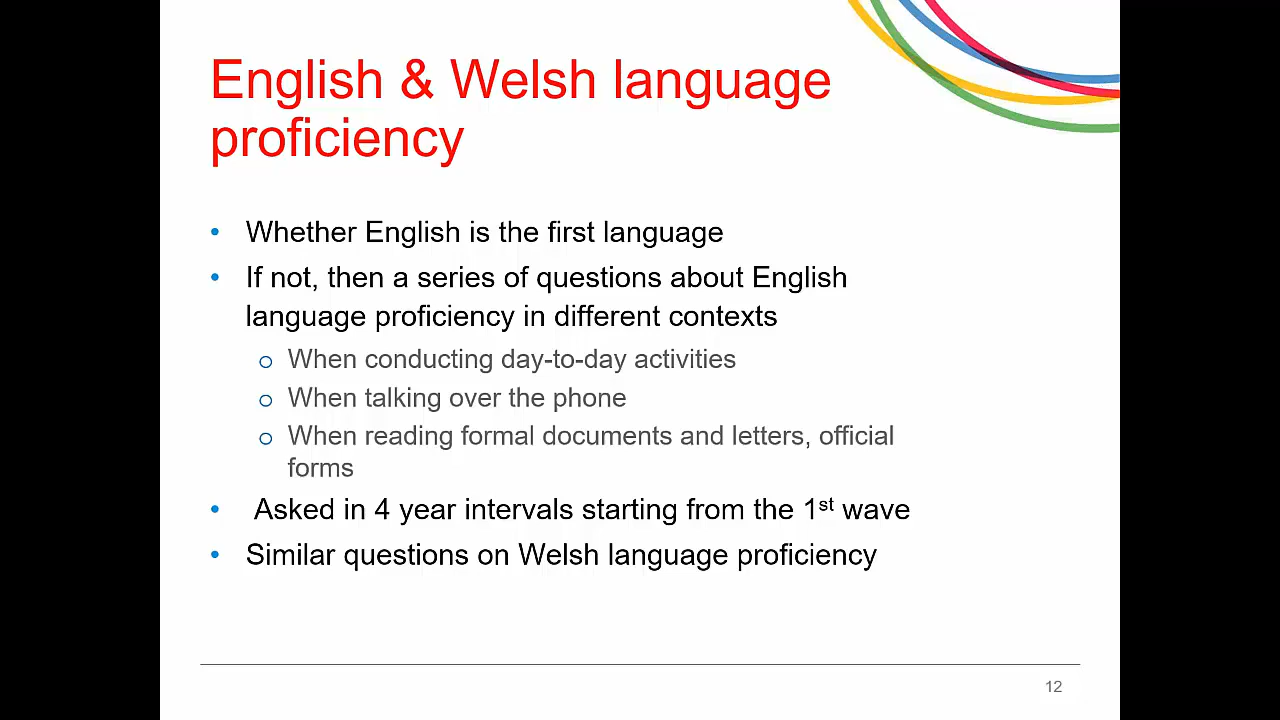 English & Welsh language
proficiency
• Whether English is the first language
• If not, then a series of questions about English
language proficiency in different contexts
o When conducting day-to-day activities
o When talking over the phone
o When reading formal documents and letters, official
forms
• Asked in 4 year intervals starting from the 1st wave
• Similar questions on Welsh language proficiency
12